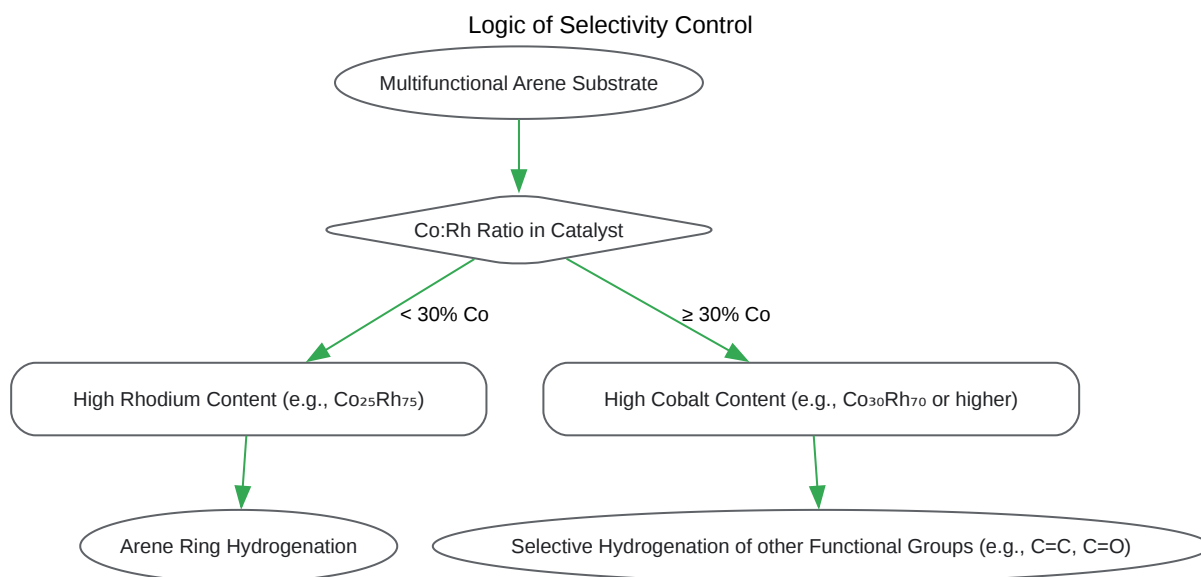 Logic of Selectivity Control
Multifunctional Arene Substrate
Co:Rh Ratio in Catalyst
< 30% Co
≥ 30% Co
High Rhodium Content (e.g., Co₂₅Rh₇₅)
High Cobalt Content (e.g., Co₃₀Rh₇₀ or higher)
Arene Ring Hydrogenation
Selective Hydrogenation of other Functional Groups (e.g., C=C, C=O)